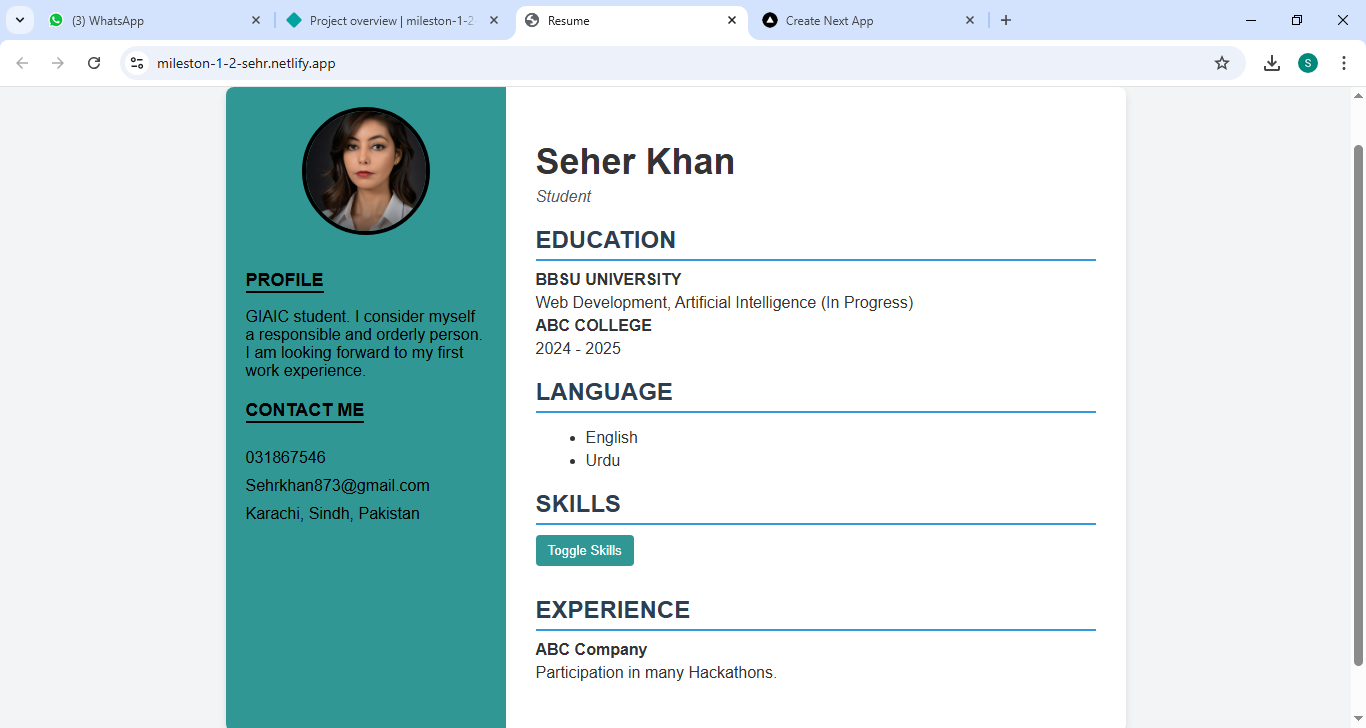 (3) WhatsApp
Project overview | mileston-1-2-
Resume
Create Next App
mileston-1-2-sehr.netlify.app
S
PROFILE
GIAIC student. I consider myself
a responsible and orderly person.
I am looking forward to my first
work experience.
CONTACT ME
031867546
Sehrkhan873@gmail.com
Karachi, Sindh, Pakistan
Seher Khan
Student
EDUCATION
BBSU UNIVERSITY
Web Development, Artificial Intelligence (In Progress)
ABC COLLEGE
2024 - 2025
LANGUAGE
English
Urdu
SKILLS
Toggle Skills
EXPERIENCE
ABC Company
Participation in many Hackathons.